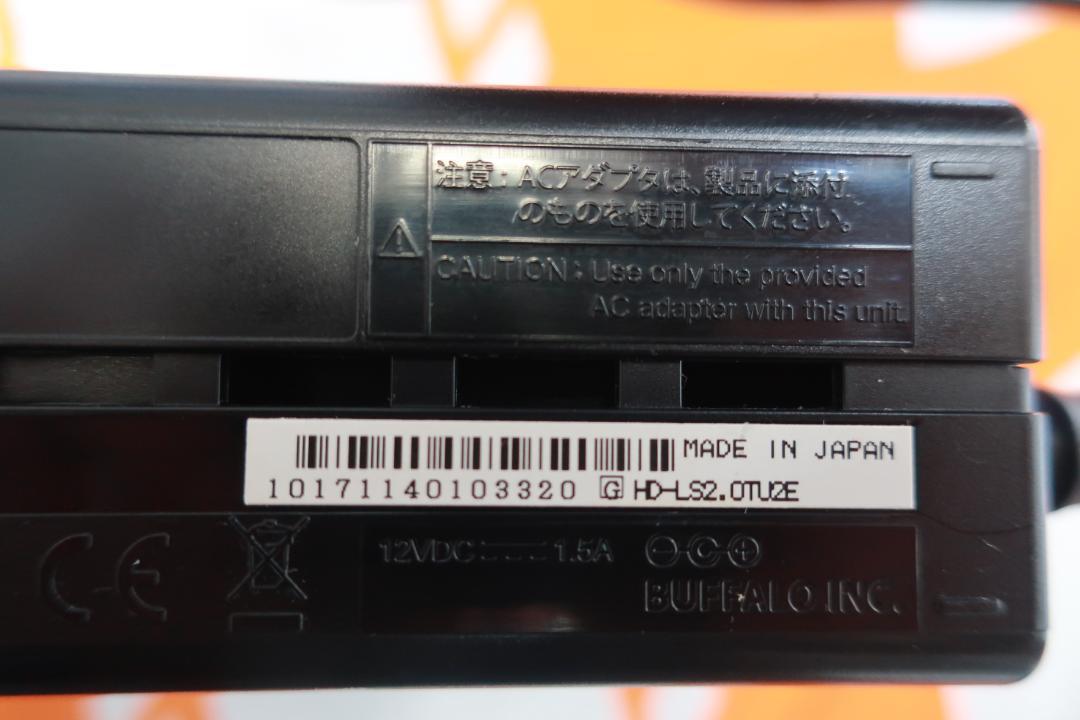 注意：ACアダプタは、製品に添付
のものを使用してください。
CAUTION : Use only the provided
AC adapter with this unit.
MADE IN JAPAN
10171140103320 G HD-LS2.0TU2E
CE
12VDC 1.5A
BUFFALO INC.